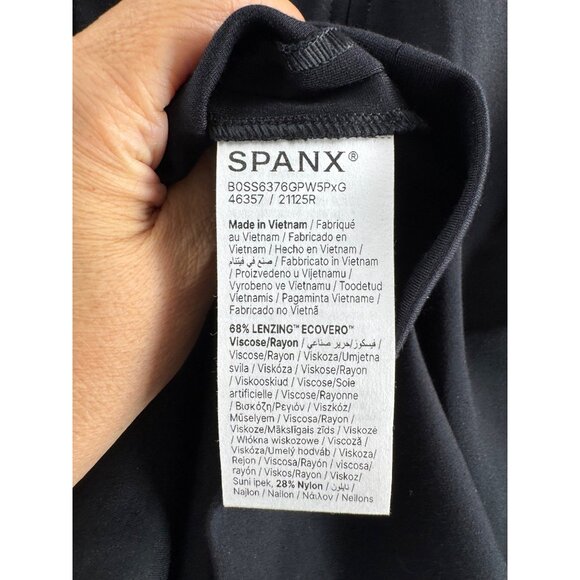 SPANX®
B0SS6376GPW5PxG
46357 / 21125R
Made in Vietnam / Fabriqué
au Vietnam / Fabricado en
Vietnam / Hecho en Vietnam /
صنع في فيتنام / Fabbricato in Vietnam
/ Proizvedeno u Vijetnamu /
Vyrobeno ve Vietnamu / Toodetud
Vietnamis / Pagaminta Vietname /
Fabricado no Vietnã
68% LENZING™ ECOVERO™
Viscose/Rayon / فيسكوز/حرير صناعي /
Viscose/Rayon / Viskoza/Umjetna
svila / Viskóza / Viskose/Rayon /
Viskooskiud / Viscose/Soie
artificielle / Viscose/Rayonne
/ Βισκόζη/Ρεγιόν / Viszkóz/
Műselyem / Viscosa/Rayon /
Viskoze/Mākslīgais zīds / Viskozė
/ Włókna wiskozowe / Viscoză /
Viskóza/Umelý hodváb / Viskoza/
Rejon / Viscosa/Rayón / viscosa/
rayón / Viskos/Rayon / Viskoz/
Suni ipek, 28% Nylon / نايلون /
Najlon / Nailon / Νάιλον / Neilons